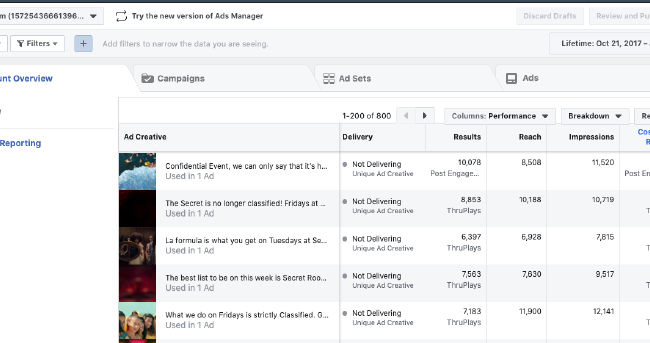 m (15725436661396...
Try the new version of Ads Manager
Discard Drafts
Review and Pu
Filters
Add filters to narrow the data you are seeing.
Lifetime: Oct 21, 2017 –
unt Overview
Campaigns
Ad Sets
Ads
Reporting
1-200 of 800
Columns: Performance
Breakdown
Re
Ad Creative
Delivery
Results
Reach
Impressions
Cos
R
Confidential Event, we can only say that it's h...
Used in 1 Ad
Not Delivering
Unique Ad Creative
10,078
Post Engage...
8,508
11,520
Post En
The Secret is no longer classified! Fridays at ...
Used in 1 Ad
Not Delivering
Unique Ad Creative
8,853
ThruPlays
10,188
10,719
T
La formula is what you get on Tuesdays at Se...
Used in 1 Ad
Not Delivering
Unique Ad Creative
6,397
ThruPlays
6,928
7,815
T
The best list to be on this week is Secret Roo...
Used in 1 Ad
Not Delivering
Unique Ad Creative
7,563
ThruPlays
7,630
9,517
T
What we do on Fridays is strictly Classified. G...
Used in 1 Ad
Not Delivering
Unique Ad Creative
7,183
ThruPlays
11,900
12,141
T